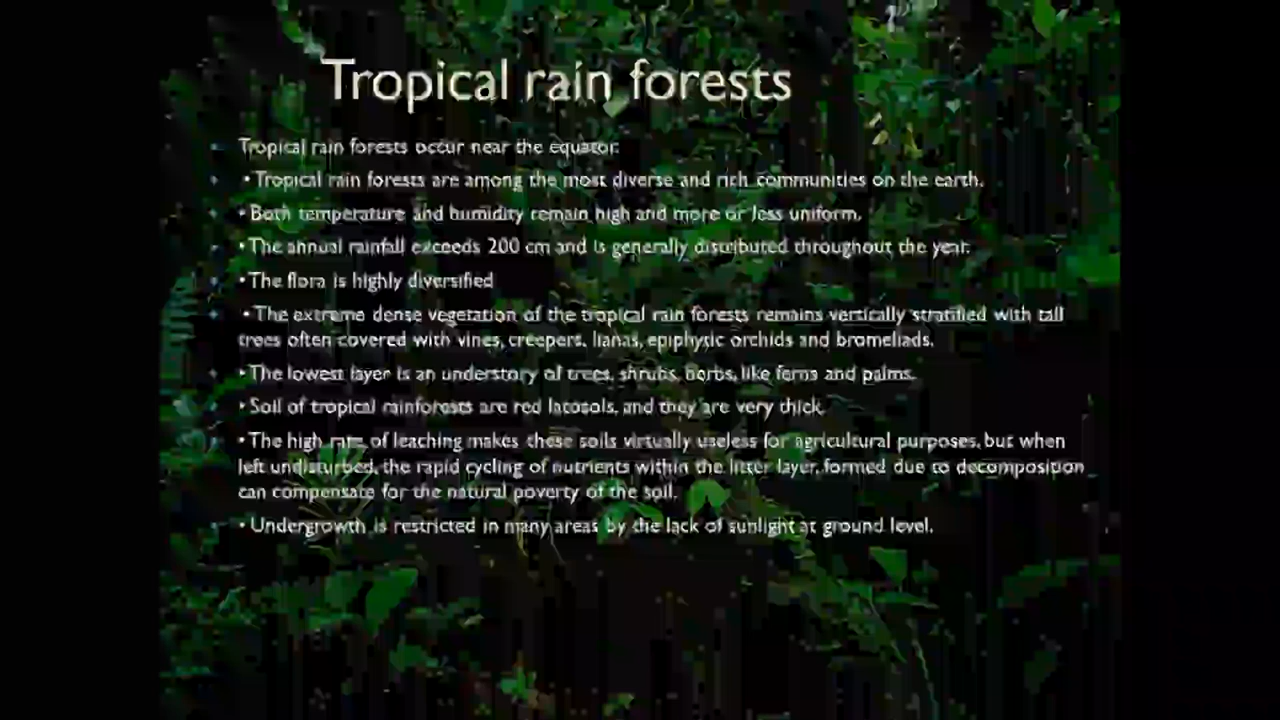 Tropical rain forests
Tropical rain forests occur near the equator.
• Tropical rain forests are among the most diverse and rich communities on the earth.
• Both temperature and humidity remain high and more or less uniform.
• The annual rainfall exceeds 200 cm and is generally distributed throughout the year.
• The flora is highly diversified
• The extreme dense vegetation of the tropical rain forests remains vertically stratified with tall
trees often covered with vines, creepers, lianas, epiphytic orchids and bromeliads.
• The lowest layer is an understory of trees, shrubs, herbs, like ferns and palms.
• Soil of tropical rainforests are red latosols, and they are very thick.
• The high rate of leaching makes these soils virtually useless for agricultural purposes, but when
left undisturbed, the rapid cycling of nutrients within the litter layer, formed due to decomposition
can compensate for the natural poverty of the soil.
• Undergrowth is restricted in many areas by the lack of sunlight at ground level.